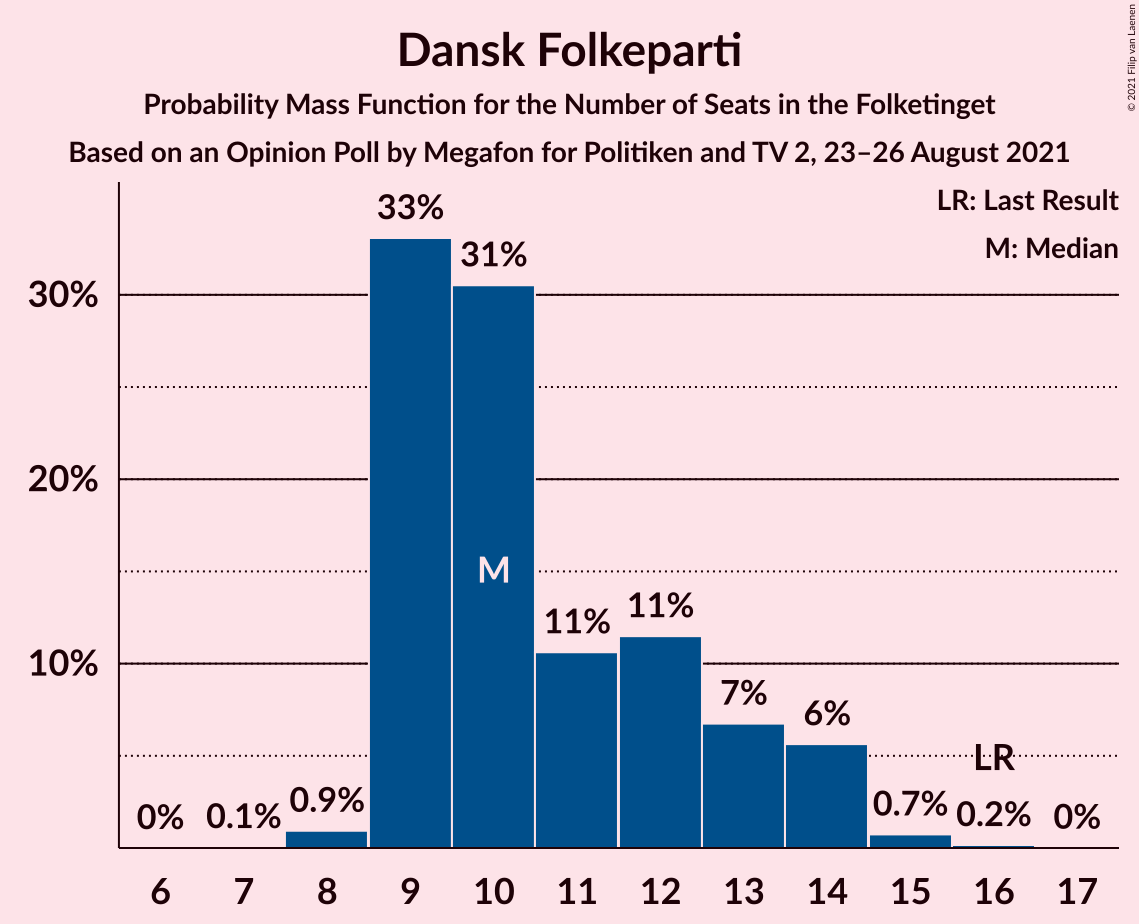 Dansk Folkeparti
Probability Mass Function for the Number of Seats in the Folketinget
Based on an Opinion Poll by Megafon for Politiken and TV 2, 23–26 August 2021
© 2021 Filip van Laenen
LR: Last Result
M: Median
33%
31%
30%
20%
M
11%
11%
10%
7%
6%
LR
0%
0.1%
0.9%
0.7%
0.2%
0%
6 7 8 9 10 11 12 13 14 15 16 17